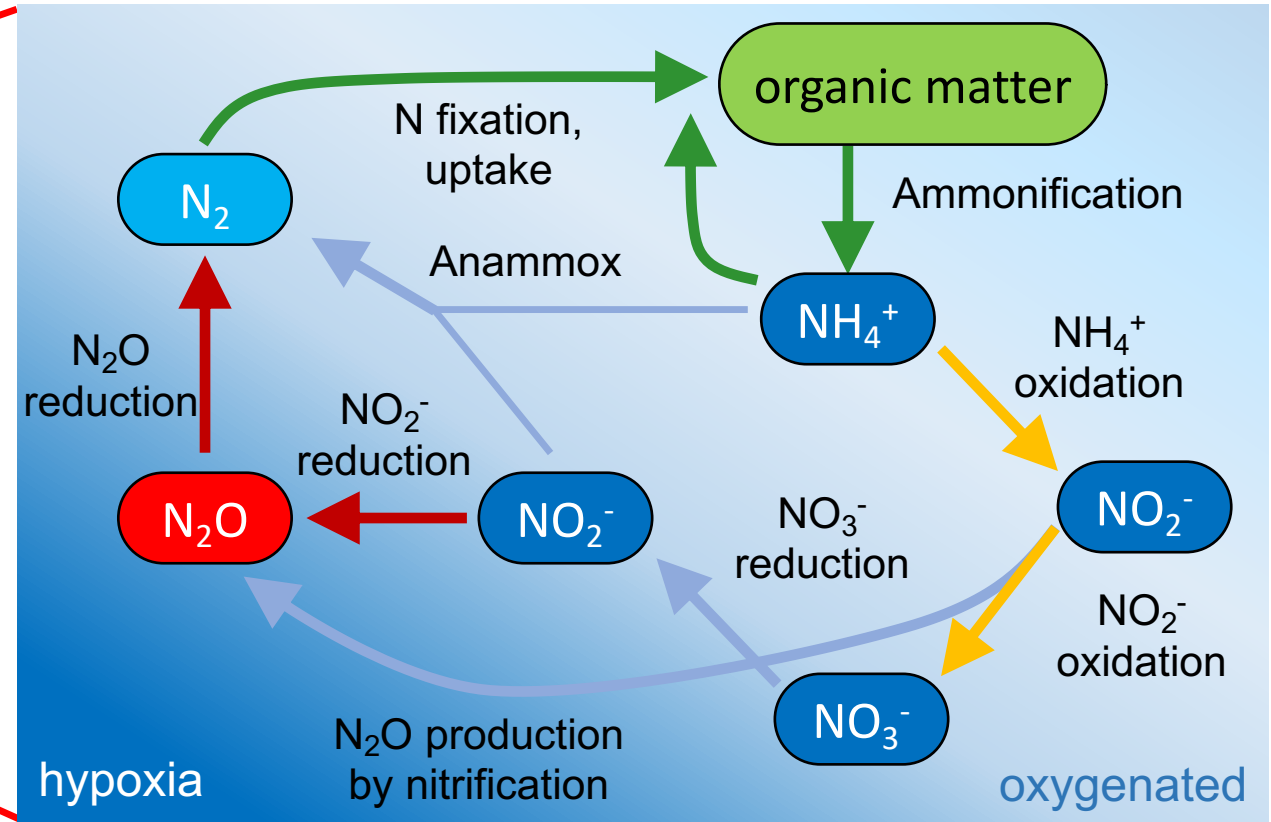 organic matter
N fixation,
uptake
N₂
Ammonification
Anammox
NH₄⁺
N₂O
reduction
NH₄⁺
oxidation
NO₂⁻
reduction
N₂O
NO₂⁻
NO₃⁻
reduction
NO₂⁻
NO₂⁻
oxidation
NO₃⁻
N₂O production
by nitrification
hypoxia
oxygenated